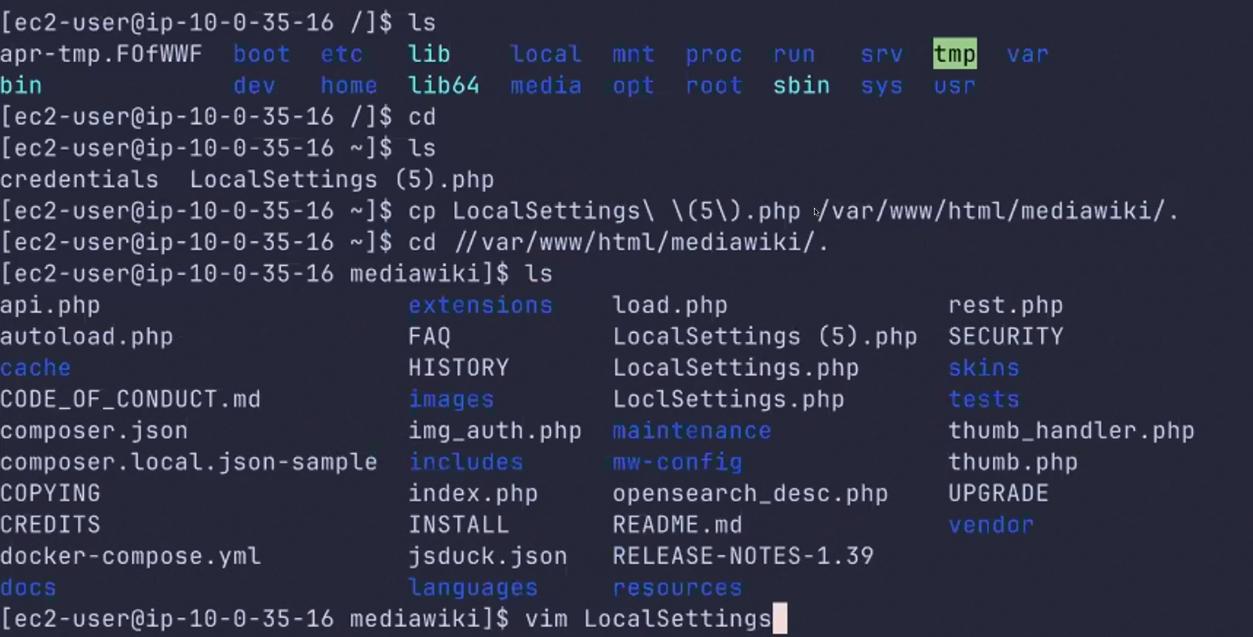 [ec2-user@ip-10-0-35-16 /]$ ls
apr-tmp.FOfWWF  boot  etc   lib    local  mnt  proc  run   srv  tmp  var
bin             dev   home  lib64  media  opt  root  sbin  sys  usr
[ec2-user@ip-10-0-35-16 /]$ cd
[ec2-user@ip-10-0-35-16 ~]$ ls
credentials  LocalSettings (5).php
[ec2-user@ip-10-0-35-16 ~]$ cp LocalSettings\ \(5\).php /var/www/html/mediawiki/.
[ec2-user@ip-10-0-35-16 ~]$ cd //var/www/html/mediawiki/.
[ec2-user@ip-10-0-35-16 mediawiki]$ ls
api.php                    extensions    load.php               rest.php
autoload.php               FAQ           LocalSettings (5).php  SECURITY
cache                      HISTORY       LocalSettings.php      skins
CODE_OF_CONDUCT.md         images        LoclSettings.php       tests
composer.json              img_auth.php  maintenance            thumb_handler.php
composer.local.json-sample  includes      mw-config              thumb.php
COPYING                    index.php     opensearch_desc.php    UPGRADE
CREDITS                    INSTALL       README.md              vendor
docker-compose.yml         jsduck.json   RELEASE-NOTES-1.39
docs                       languages     resources
[ec2-user@ip-10-0-35-16 mediawiki]$ vim LocalSettings